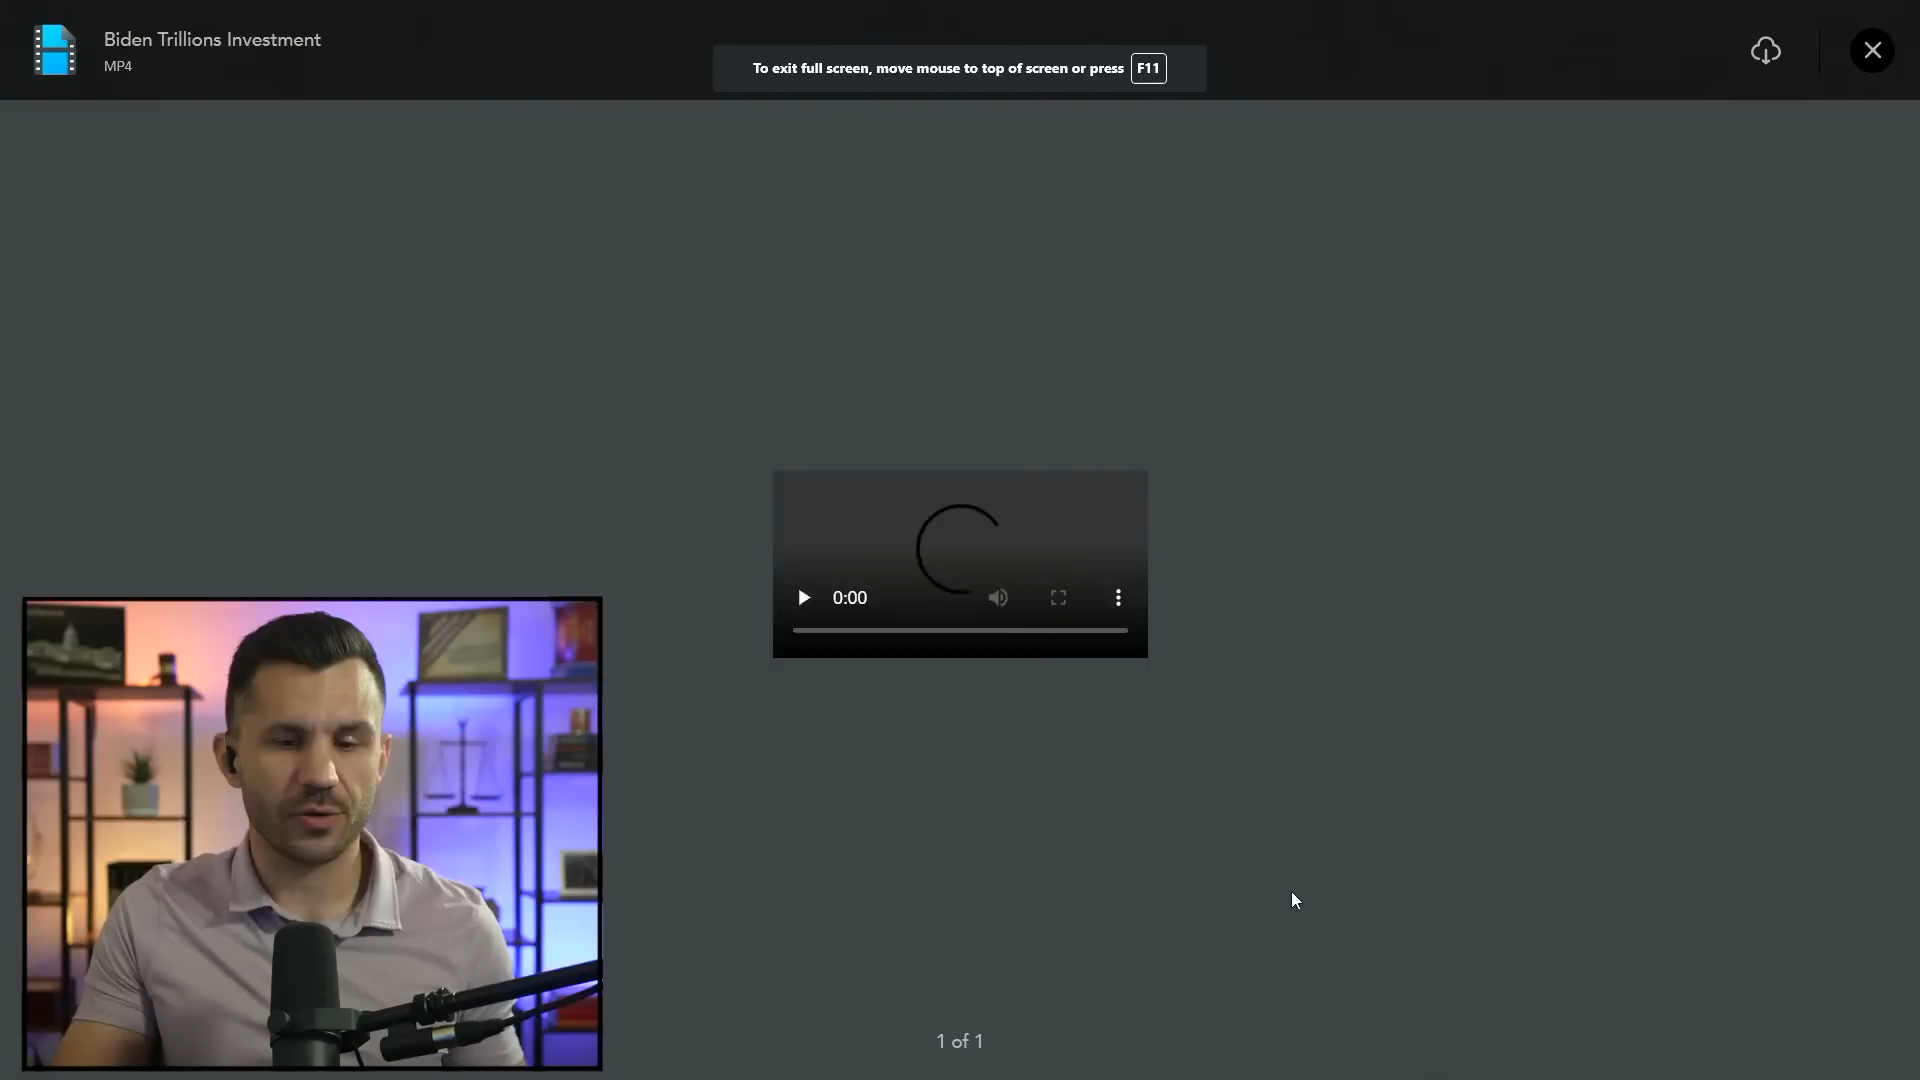 Biden Trillions Investment
MP4
To exit full screen, move mouse to top of screen or press F11
0:00
1 of 1